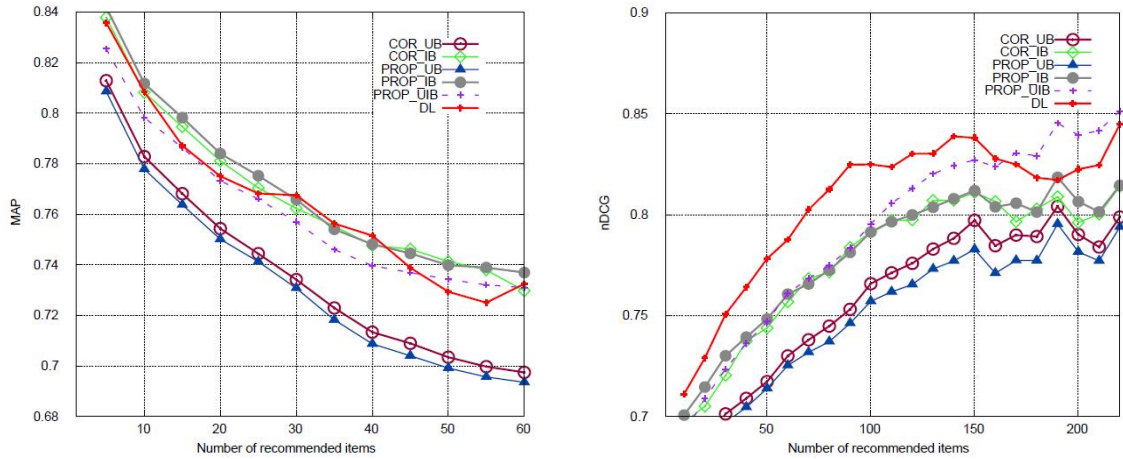 0.84
0.82
0.8
0.78
0.76
0.74
0.72
0.7
0.68
MAP
COR_UB
COR_IB
PROP_UB
PROP_IB
PROP_UIB
DL
10 20 30 40 50 60
Number of recommended items
0.9
0.85
0.8
0.75
0.7
nDCG
COR_UB
COR_IB
PROP_UB
PROP_IB
PROP_UIB
DL
50 100 150 200
Number of recommended items